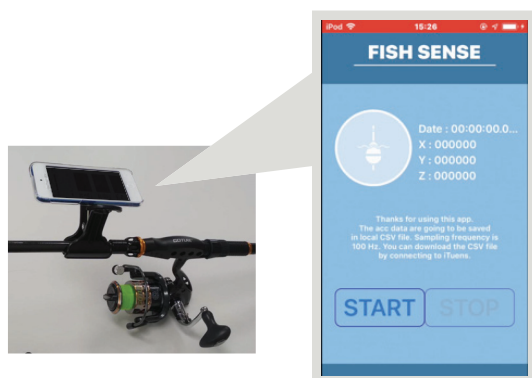 iPod 15:26
FISH SENSE
Date : 00:00:00.0...
X : 000000
Y : 000000
Z : 000000
Thanks for using this app.
The acc data are going to be saved
in local CSV file. Sampling frequency is
100 Hz. You can download the CSV file
by connecting to iTuens.
START STOP